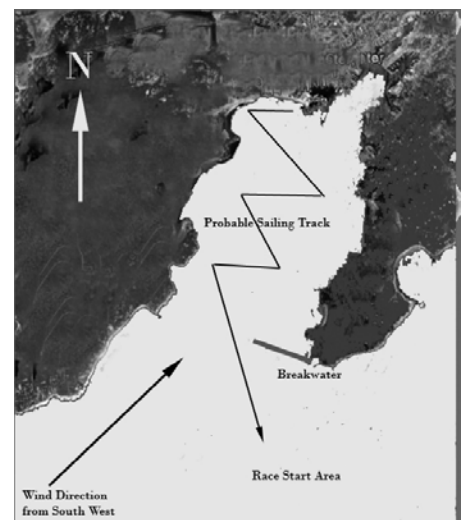 N
Probable Sailing Track
Breakwater
Race Start Area
Wind Direction
from South West